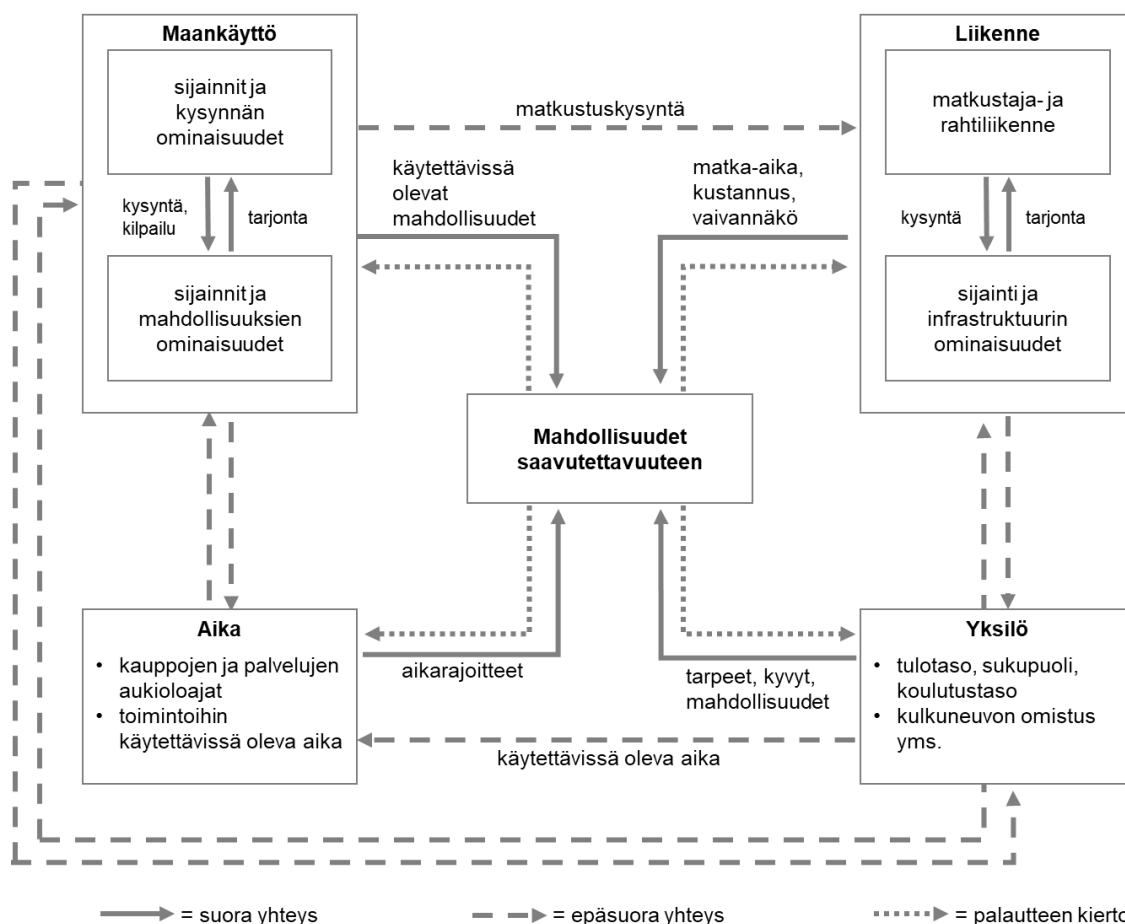 Maankäyttö
sijainnit ja
kysynnän
ominaisuudet
kysyntä,
kilpailu
tarjonta
sijainnit ja
mahdollisuuksien
ominaisuudet
matkustuskysyntä
käytettävissä
olevat
mahdollisuudet
matka-aika,
kustannus,
vaivannäkö
Liikenne
matkustaja- ja
rahtiliikenne
kysyntä
tarjonta
sijainti ja
infrastruktuurin
ominaisuudet
Mahdollisuudet
saavutettavuuteen
Aika
• kauppojen ja palvelujen
aukioloajat
• toimintoihin
käytettävissä oleva aika
aikarajoitteet
tarpeet, kyvyt,
mahdollisuudet
käytettävissä oleva aika
Yksilö
• tulotaso, sukupuoli,
koulutustaso
• kulkuneuvon omistus
yms.
= suora yhteys
= epäsuora yhteys
= palautteen kierto